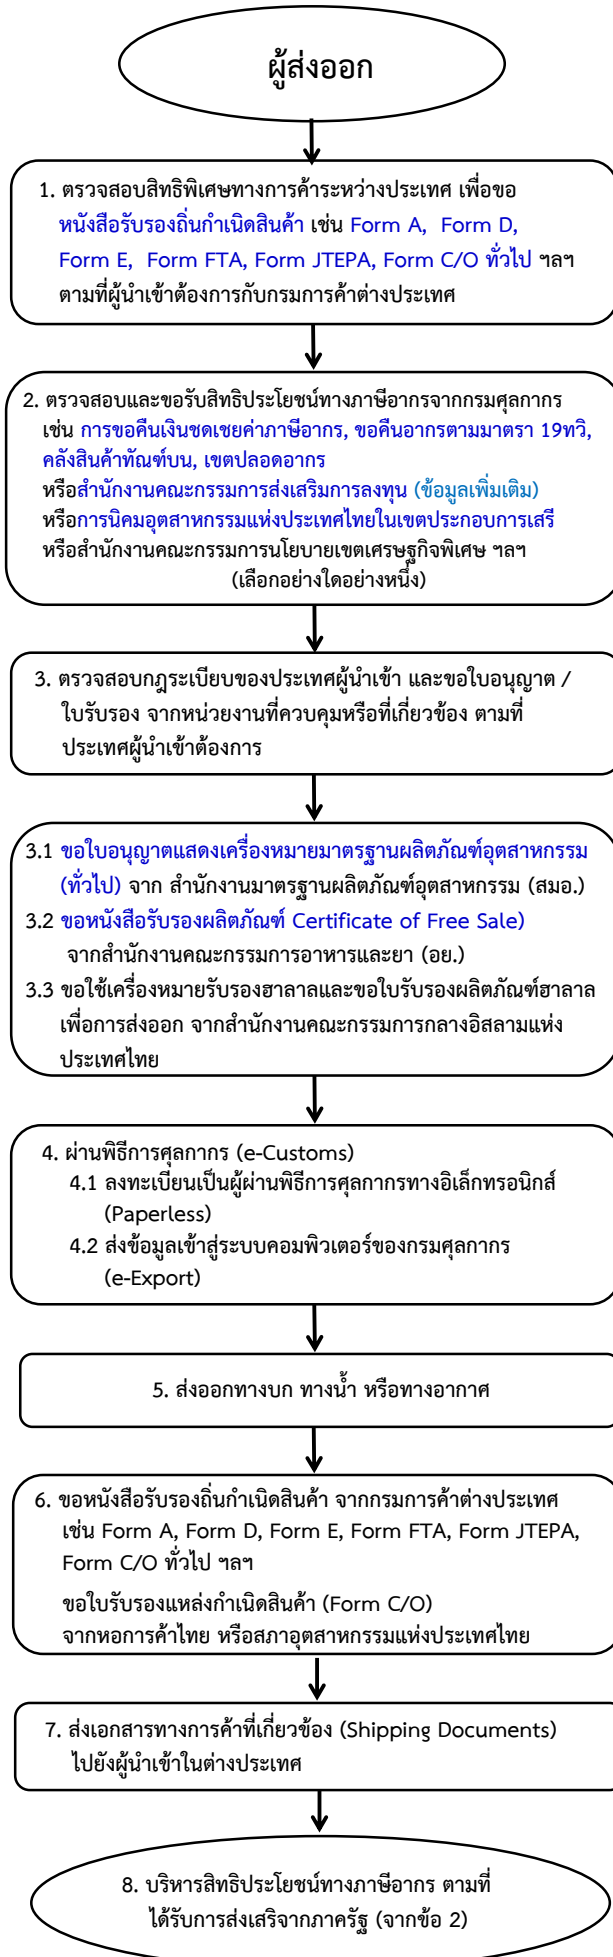 ผู้ส่งออก
1. ตรวจสอบสิทธิพิเศษทางการค้าระหว่างประเทศ เพื่อขอ
หนังสือรับรองถิ่นกำเนิดสินค้า เช่น Form A, Form D,
Form E, Form FTA, Form JTEPA, Form C/O ทั่วไป ฯลฯ
ตามที่ผู้นำเข้าต้องการกับกรมการค้าต่างประเทศ
2. ตรวจสอบและขอรับสิทธิประโยชน์ทางภาษีอากรจากกรมศุลกากร
เช่น การขอคืนเงินชดเชยค่าภาษีอากร, ขอคืนอากรตามมาตรา 19ทวิ,
คลังสินค้าทัณฑ์บน, เขตปลอดอากร
หรือสำนักงานคณะกรรมการส่งเสริมการลงทุน (ข้อมูลเพิ่มเติม)
หรือการนิคมอุตสาหกรรมแห่งประเทศไทยในเขตประกอบการเสรี
หรือสำนักงานคณะกรรมการนโยบายเขตเศรษฐกิจพิเศษ ฯลฯ
(เลือกอย่างใดอย่างหนึ่ง)
3. ตรวจสอบกฎระเบียบของประเทศผู้นำเข้า และขอใบอนุญาต /
ใบรับรอง จากหน่วยงานที่ควบคุมหรือที่เกี่ยวข้อง ตามที่
ประเทศผู้นำเข้าต้องการ
3.1 ขอใบอนุญาตแสดงเครื่องหมายมาตรฐานผลิตภัณฑ์อุตสาหกรรม
(ทั่วไป) จาก สำนักงานมาตรฐานผลิตภัณฑ์อุตสาหกรรม (สมอ.)
3.2 ขอหนังสือรับรองผลิตภัณฑ์ Certificate of Free Sale)
จากสำนักงานคณะกรรมการอาหารและยา (อย.)
3.3 ขอใช้เครื่องหมายรับรองฮาลาลและขอใบรับรองผลิตภัณฑ์ฮาลาล
เพื่อการส่งออก จากสำนักงานคณะกรรมการกลางอิสลามแห่ง
ประเทศไทย
4. ผ่านพิธีการศุลกากร (e-Customs)
4.1 ลงทะเบียนเป็นผู้ผ่านพิธีการศุลกากรทางอิเล็กทรอนิกส์
(Paperless)
4.2 ส่งข้อมูลเข้าสู่ระบบคอมพิวเตอร์ของกรมศุลกากร
(e-Export)
5. ส่งออกทางบก ทางน้ำ หรือทางอากาศ
6. ขอหนังสือรับรองถิ่นกำเนิดสินค้า จากกรมการค้าต่างประเทศ
เช่น Form A, Form D, Form E, Form FTA, Form JTEPA,
Form C/O ทั่วไป ฯลฯ
ขอใบรับรองแหล่งกำเนิดสินค้า (Form C/O)
จากหอการค้าไทย หรือสภาอุตสาหกรรมแห่งประเทศไทย
7. ส่งเอกสารทางการค้าที่เกี่ยวข้อง (Shipping Documents)
ไปยังผู้นำเข้าในต่างประเทศ
8. บริหารสิทธิประโยชน์ทางภาษีอากร ตามที่
ได้รับการส่งเสริจากภาครัฐ (จากข้อ 2)